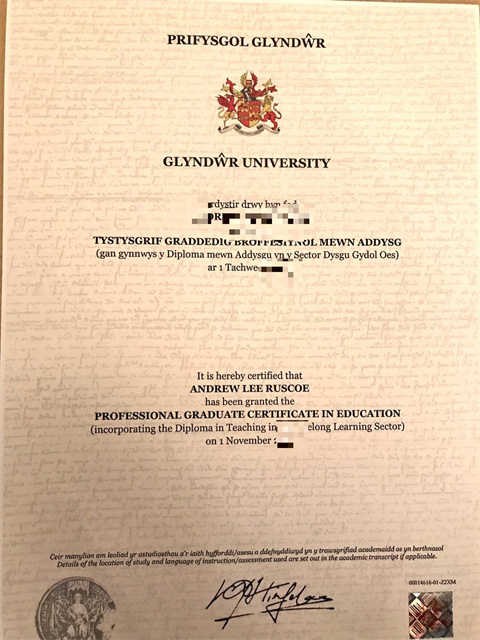 PRIFYSGOL GLYNDŴR
GLYNDŴR UNIVERSITY
drwy hyn fod
TYSTYSGRIF GRADDEDIG BROFFESIYNOL MEWN ADDYSG
(gan gynnwys y Diploma mewn Addysgu yn y Sector Dysgu Gydol Oes)
ar 1
It is hereby certified that
ANDREW LEE RUSCOE
has been granted the
PROFESSIONAL GRADUATE CERTIFICATE IN EDUCATION
(incorporating the Diploma in Teaching in Learning Sector)
on 1 November
Ceir manylion am leoliad yr astudiaethau a'r iaith hyfforddi/asesu a ddefnyddiwyd yn y trawsgrifiad academaidd os yn berthnasol
Details of the location of study and language of instruction/assessment used are set out in the academic transcript if applicable.
00014616-01-Z2XM